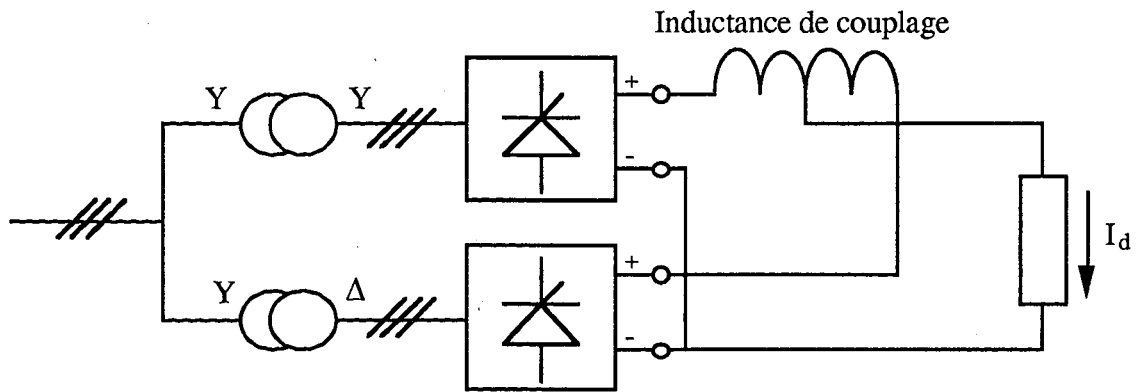 Inductance de couplage
Y Y
+
-
I_d
Y Δ
+
-